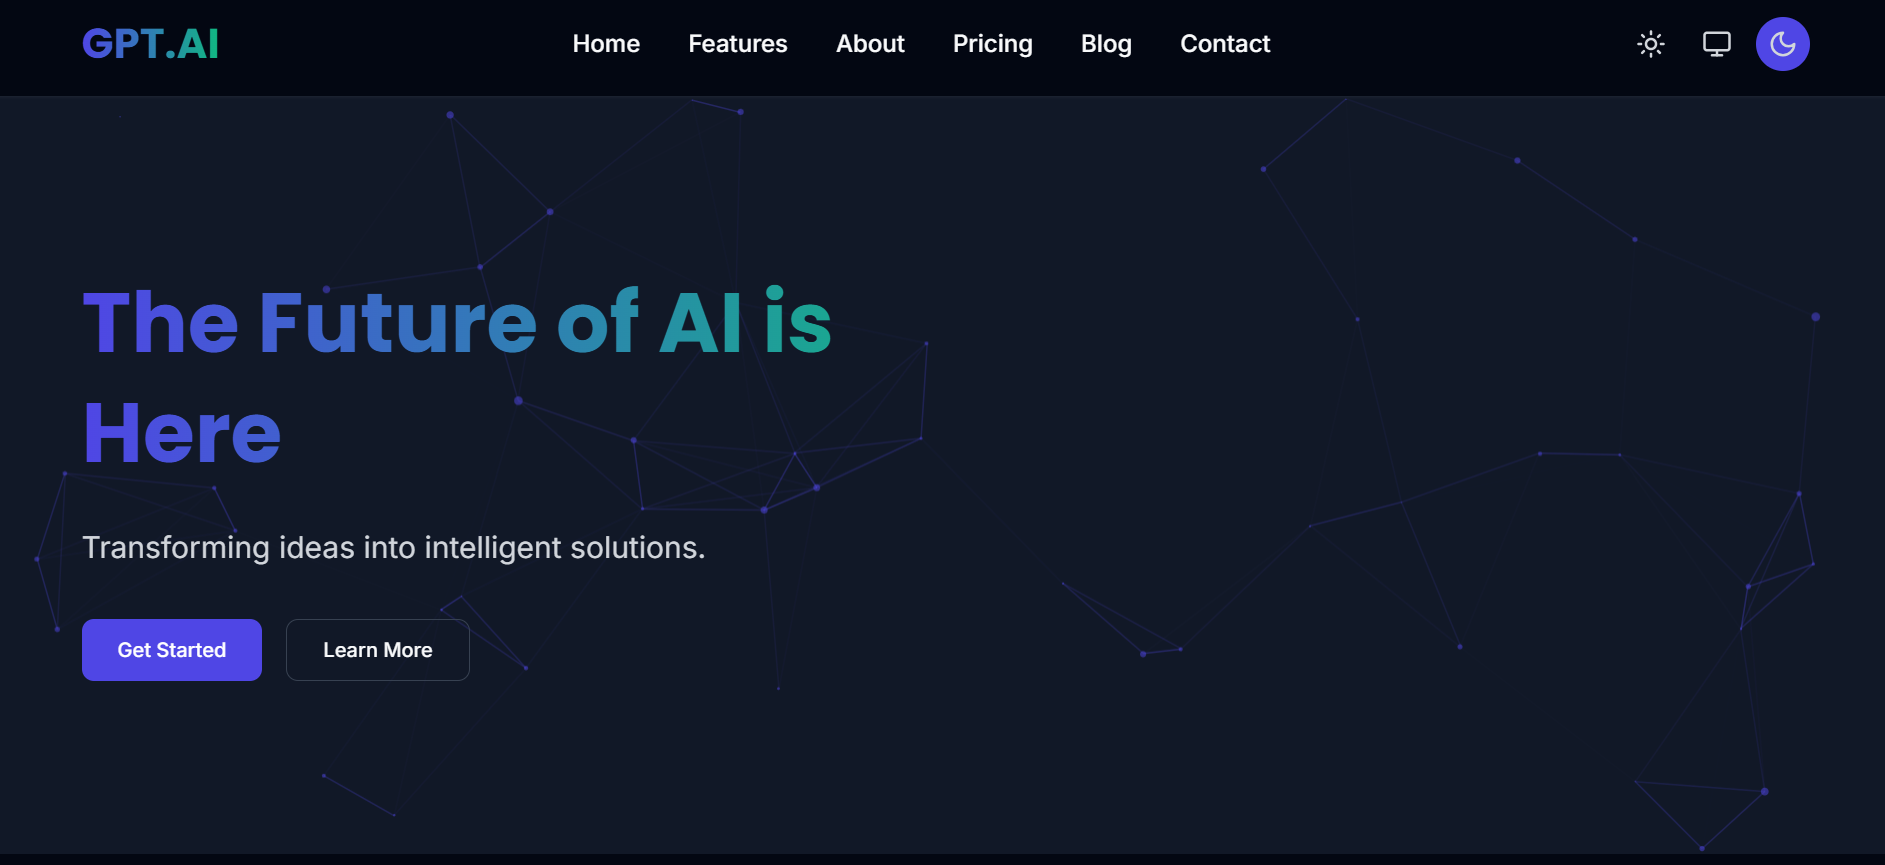 GPT.AI
Home
Features
About
Pricing
Blog
Contact
The Future of AI is
Here
Transforming ideas into intelligent solutions.
Get Started
Learn More